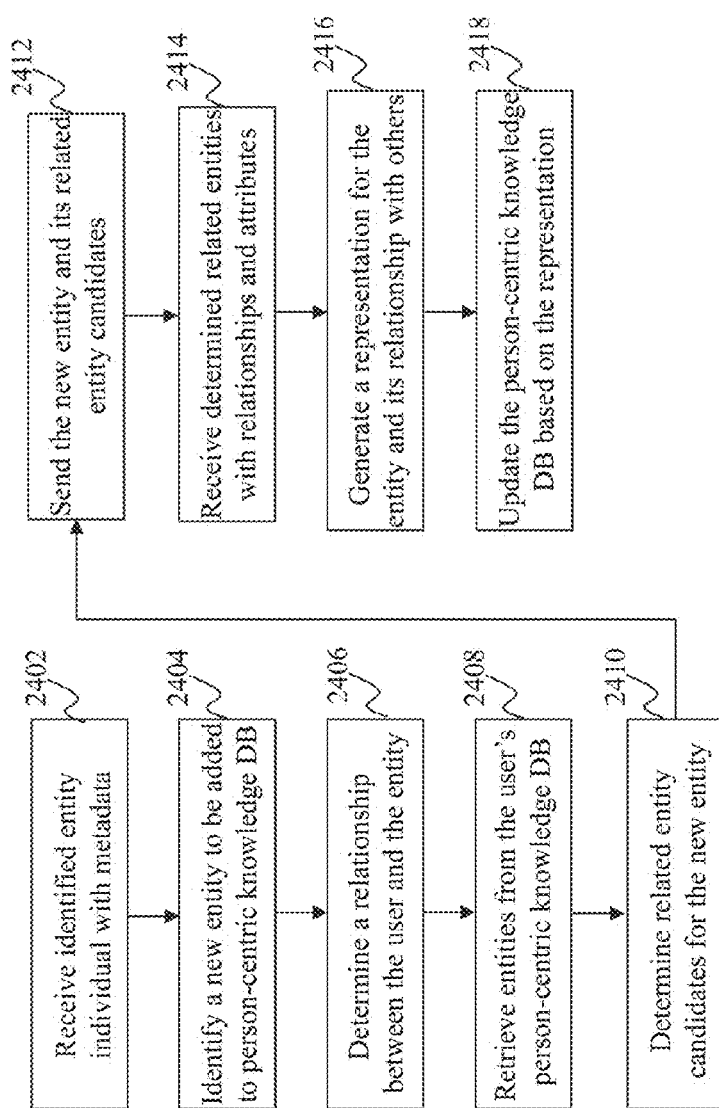 2402
Receive identified entity
individual with metadata
2404
Identify a new entity to be added
to person-centric knowledge DB
2406
Determine a relationship
between the user and the entity
2408
Retrieve entities from the user's
person-centric knowledge DB
2410
Determine related entity
candidates for the new entity
2412
Send the new entity and its related
entity candidates
2414
Receive determined related entities
with relationships and attributes
2416
Generate a representation for the
entity and its relationship with others
2418
Update the person-centric knowledge
DB based on the representation